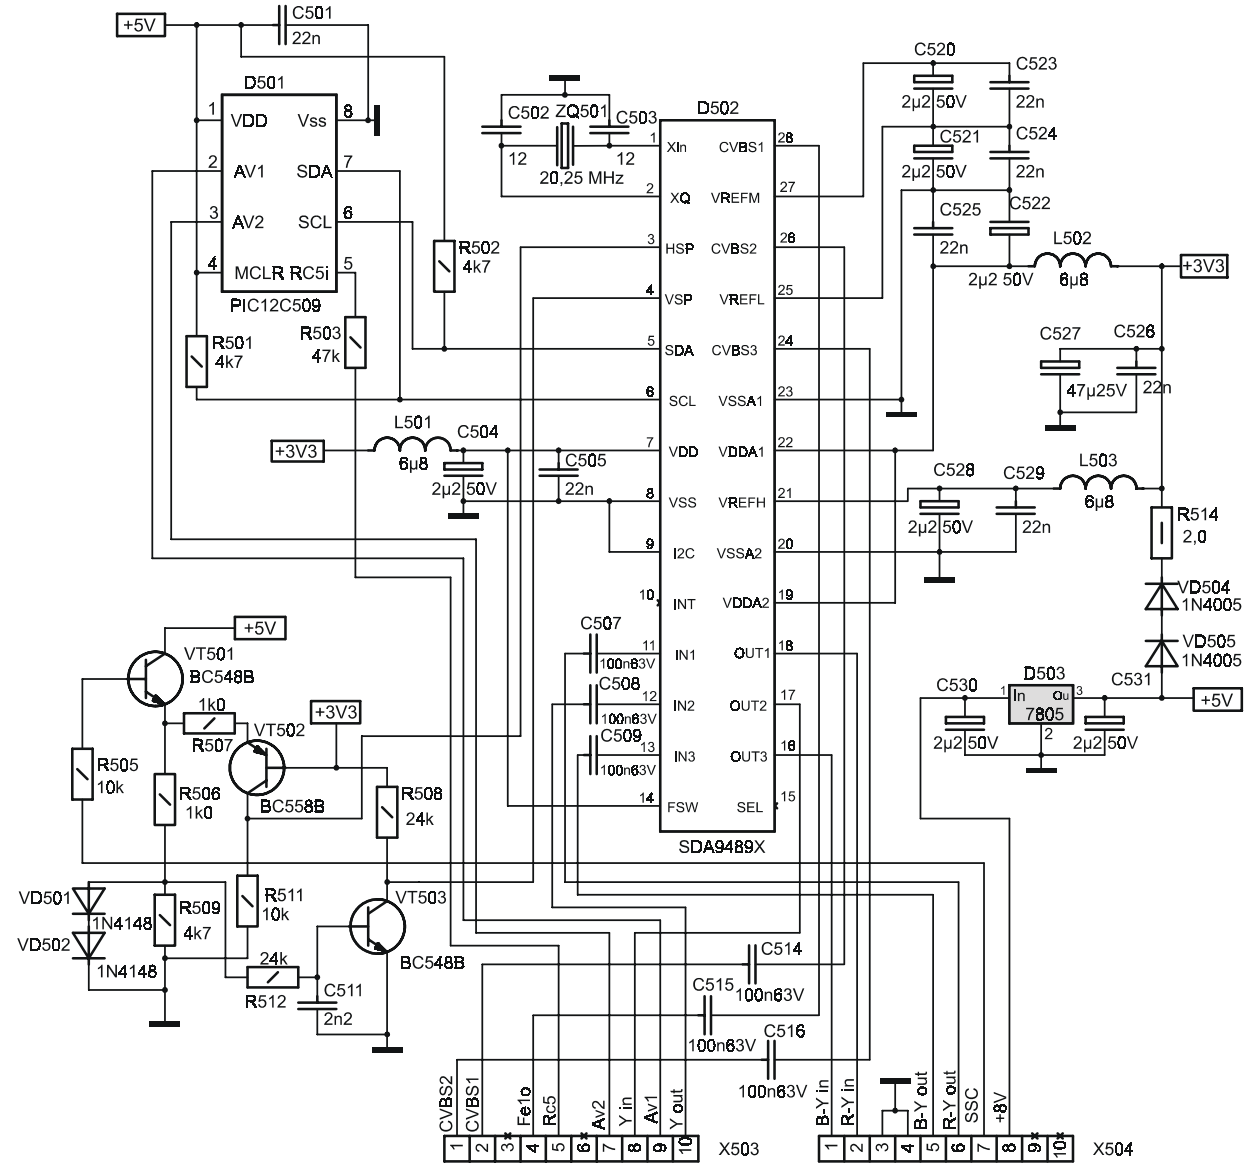 +5V
C501
22n
D501
1
VDD
Vss
8
2
AV1
SDA
7
3
AV2
SCL
6
4
MCLR RC5i
5
PIC12C509
R501
4k7
R503
47k
R502
4k7
C502
12
ZQ501
C503
12
20,25 MHz
D502
1
XIn
CVBS1
28
2
XQ
VREFM
27
3
HSP
CVBS2
26
4
VSP
VREFL
25
5
SDA
CVBS3
24
6
SCL
VSSA1
23
7
VDD
VDDA1
22
8
VSS
VREFH
21
9
I2C
VSSA2
20
10
INT
VDDA2
19
11
IN1
OUT1
18
12
IN2
OUT2
17
13
IN3
OUT3
16
14
FSW
SEL
15
SDA9489X
C520
2µ2 50V
C523
22n
C521
2µ2 50V
C524
22n
C525
22n
C522
2µ2 50V
L502
6µ8
+3V3
C527
47µ25V
C526
22n
+3V3
L501
6µ8
C504
2µ2 50V
C505
22n
C528
2µ2 50V
C529
22n
L503
6µ8
R514
2,0
VD504
1N4005
VD505
1N4005
C507
100n63V
C508
100n63V
C509
100n63V
C530
2µ2 50V
D503
1
In
Ou
3
7805
2
C531
2µ2 50V
+5V
+5V
VT501
BC548B
1k0
R507
VT502
+3V3
BC558B
R505
10k
R506
1k0
R508
24k
VD501
1N4148
VD502
1N4148
R509
4k7
R511
10k
VT503
BC548B
24k
R512
C511
2n2
C514
100n63V
C515
100n63V
C516
100n63V
CVBS2
CVBS1
Fe1o
Rc5
Av2
Y in
Av1
Y out
1
2
3
4
5
6
7
8
9
10
X503
B-Y in
R-Y in
B-Y out
R-Y out
SSC
+8V
1
2
3
4
5
6
7
8
9
10
X504